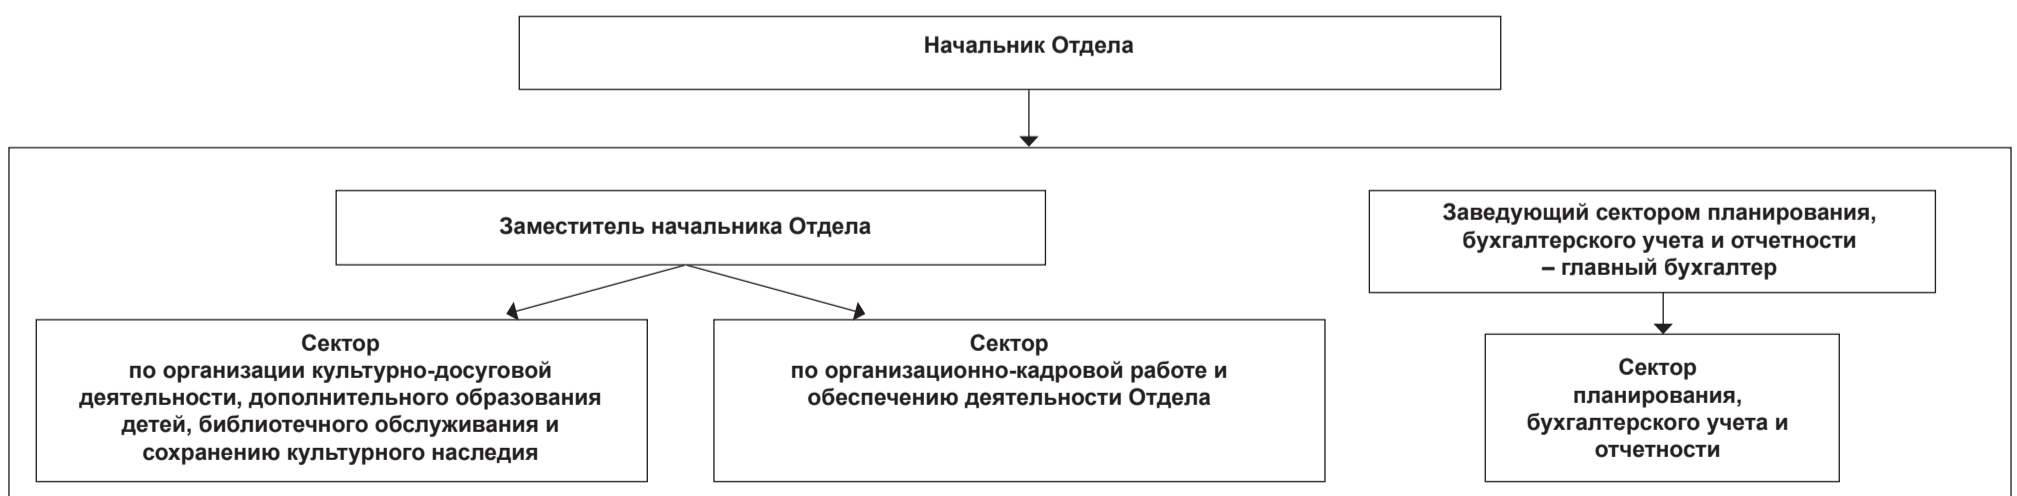 Начальник Отдела
Заместитель начальника Отдела
Заведующий сектором планирования,
бухгалтерского учета и отчетности
– главный бухгалтер
Сектор
по организации культурно-досуговой
деятельности, дополнительного образования
детей, библиотечного обслуживания и
сохранению культурного наследия
Сектор
по организационно-кадровой работе и
обеспечению деятельности Отдела
Сектор
планирования,
бухгалтерского учета и
отчетности